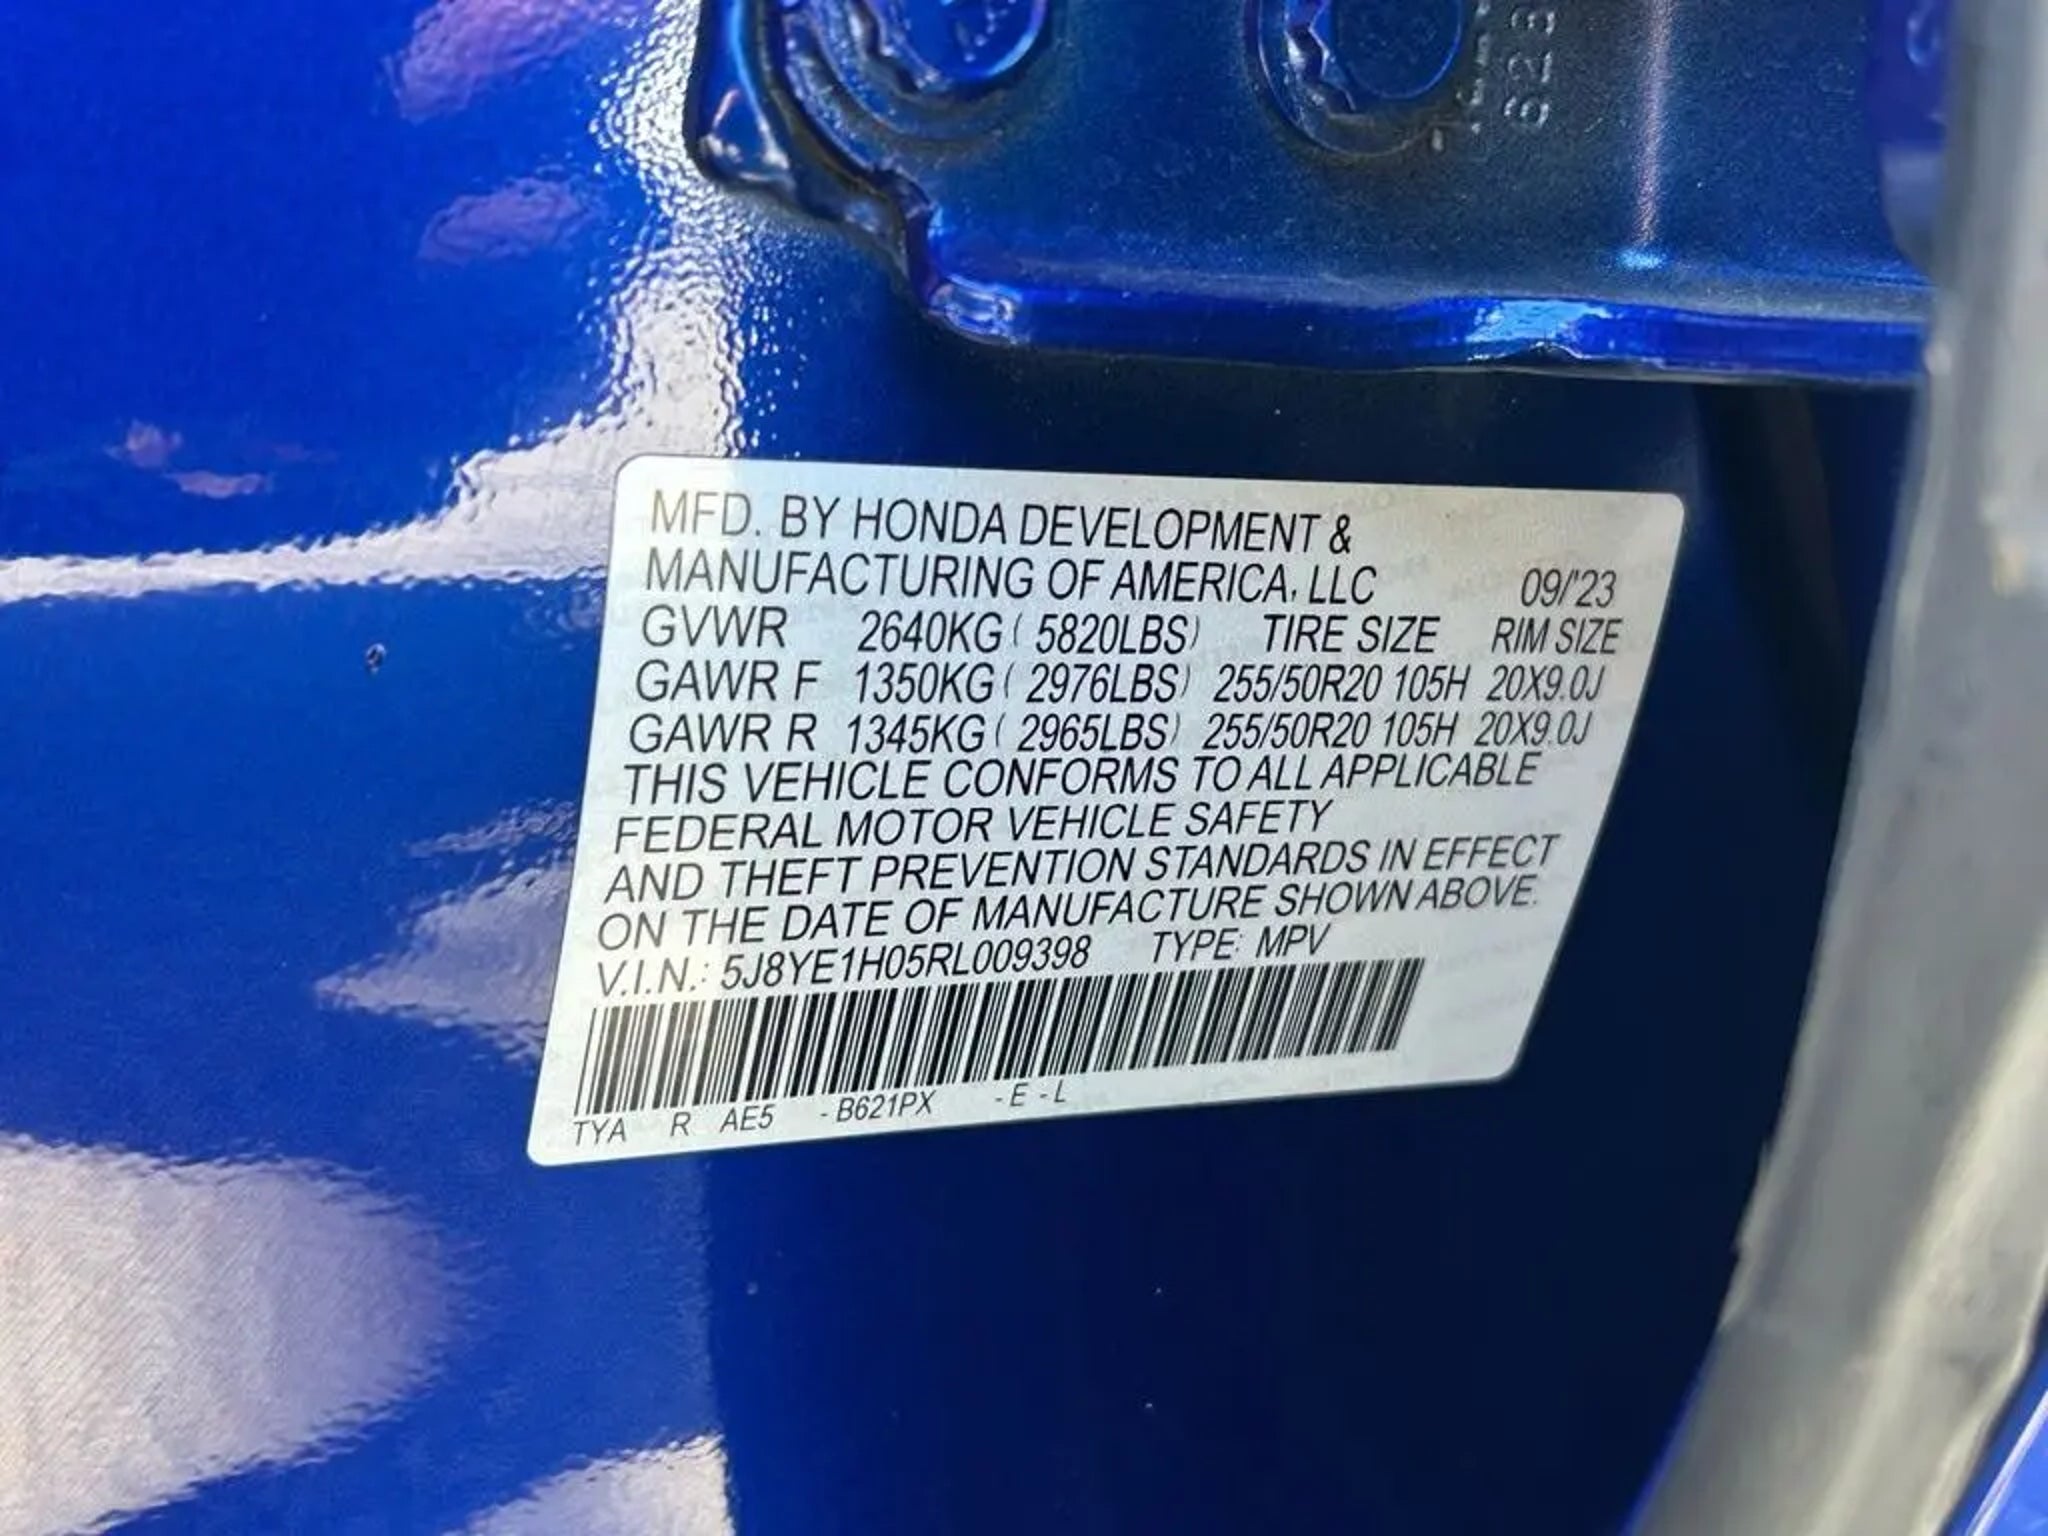 628
MFD. BY HONDA DEVELOPMENT &
MANUFACTURING OF AMERICA, LLC 09/'23
GVWR 2640KG ( 5820LBS) TIRE SIZE RIM SIZE
GAWR F 1350KG ( 2976LBS) 255/50R20 105H 20X9.0J
GAWR R 1345KG ( 2965LBS) 255/50R20 105H 20X9.0J
THIS VEHICLE CONFORMS TO ALL APPLICABLE
FEDERAL MOTOR VEHICLE SAFETY
AND THEFT PREVENTION STANDARDS IN EFFECT
ON THE DATE OF MANUFACTURE SHOWN ABOVE.
V.I.N.: 5J8YE1H05RL009398 TYPE: MPV
TYA R AE5 -B621PX -E -L